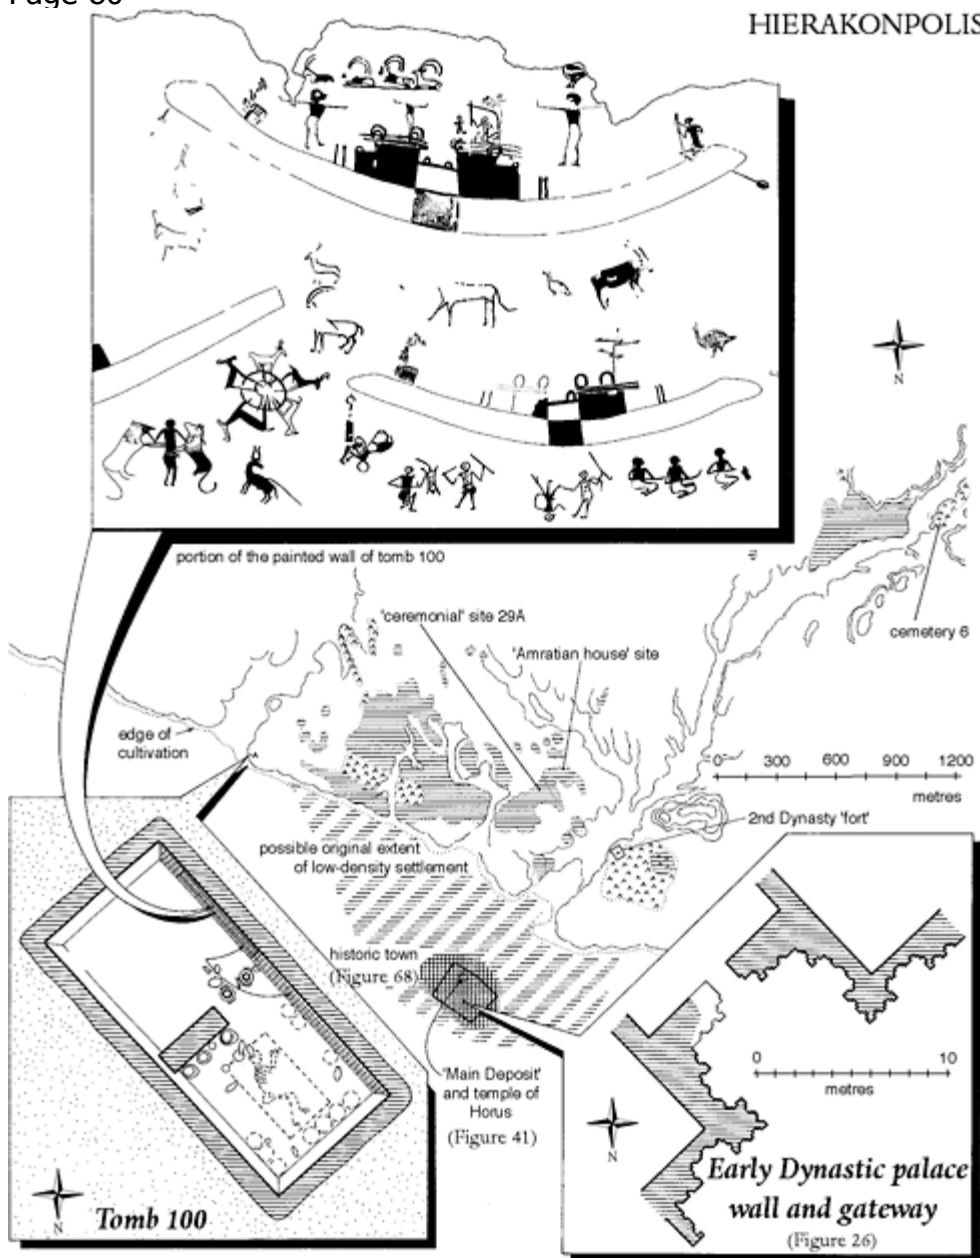 Page 80
HIERAKONPOLIS
N
portion of the painted wall of tomb 100
'ceremonial' site 29A
'Amratian house' site
cemetery 6
edge of
cultivation
0 300 600 900 1200
metres
2nd Dynasty 'fort'
possible original extent
of low-density settlement
historic town
(Figure 68)
'Main Deposit'
and temple of
Horus
(Figure 41)
0 10
metres
N
Early Dynastic palace
wall and gateway
(Figure 26)
N
Tomb 100